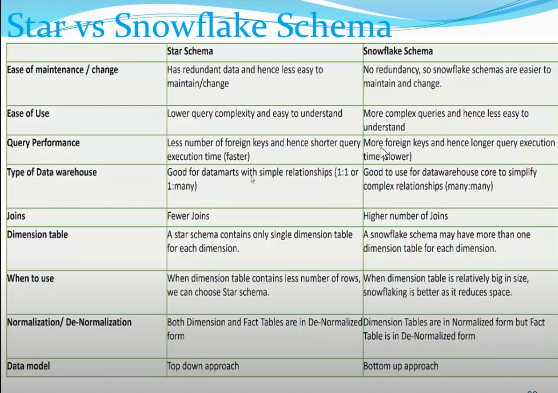 Star vs Snowflake Schema
Star Schema
Snowflake Schema
Ease of maintenance / change
Has redundant data and hence less easy to
maintain/change
No redundancy, so snowflake schemas are easier to
maintain and change.
Ease of Use
Lower query complexity and easy to understand
More complex queries and hence less easy to
understand
Query Performance
Less number of foreign keys and hence shorter query
execution time (faster)
More foreign keys and hence longer query execution
time (slower)
Type of Data warehouse
Good for datamarts with simple relationships (1:1 or
1:many)
Good to use for datawarehouse core to simplify
complex relationships (many:many)
Joins
Fewer Joins
Higher number of Joins
Dimension table
A star schema contains only single dimension table
for each dimension.
A snowflake schema may have more than one
dimension table for each dimension.
When to use
When dimension table contains less number of rows,
we can choose Star schema.
When dimension table is relatively big in size,
snowflaking is better as it reduces space.
Normalization/ De-Normalization
Both Dimension and Fact Tables are in De-Normalized
form
Dimension Tables are in Normalized form but Fact
Table is in De-Normalized form
Data model
Top down approach
Bottom up approach